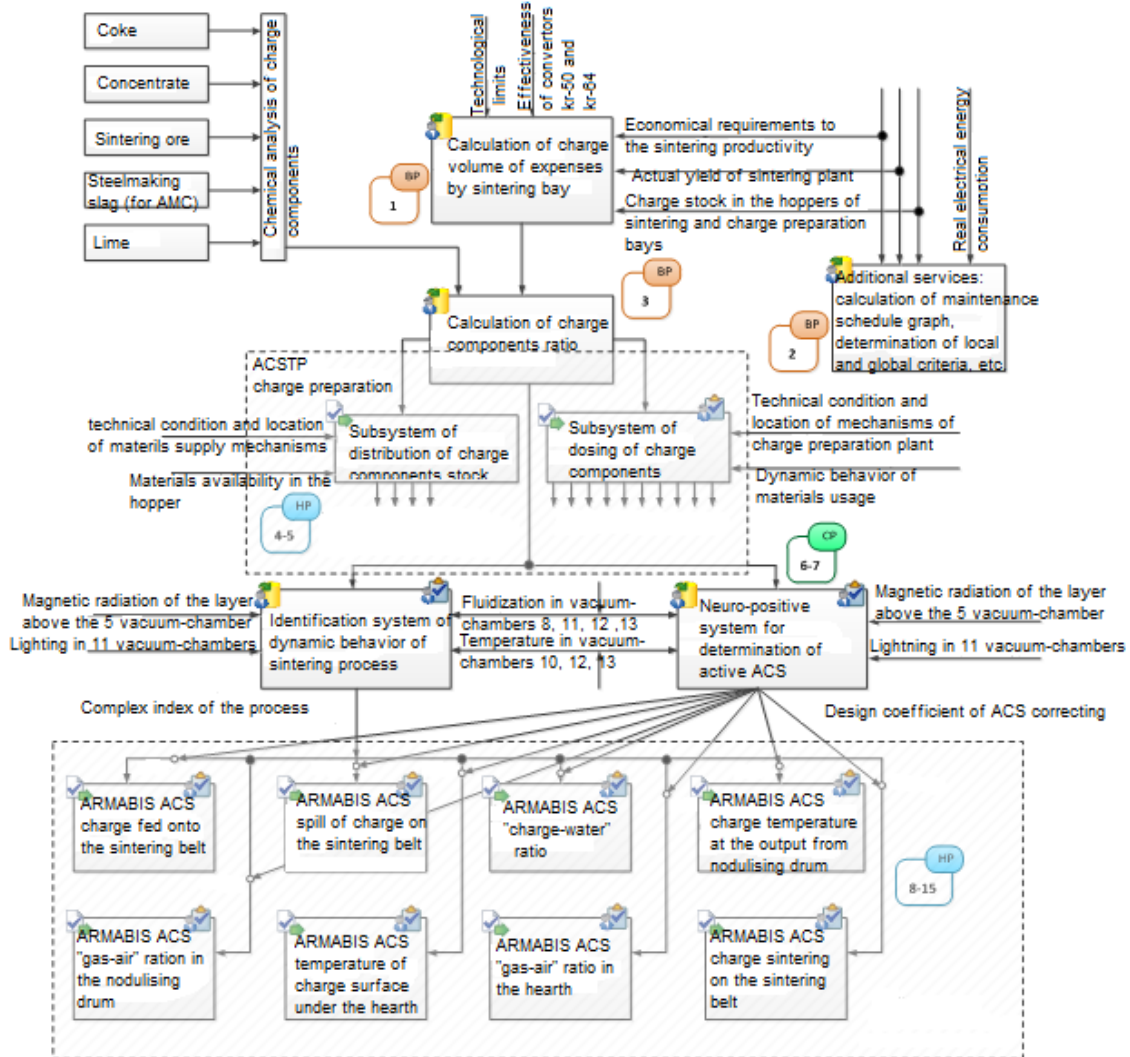 Coke
Concentrate
Sintering ore
Steelmaking
slag (for AMC)
Lime
Chemical analysis of charge
components
Technological
limits
Effectiveness
of convertors
kr-50 and
kr-64
Calculation of charge
volume of expenses
by sintering bay
BP
1
Economical requirements to
the sintering productivity
Actual yield of sintering plant
Charge stock in the hoppers of
sintering and charge preparation
bays
Real electrical energy
consumption
Calculation of charge
components ratio
BP
3
Additional services:
calculation of maintenance
schedule graph,
determination of local
and global criteria, etc
BP
2
ACSTP
charge preparation
technical condition and location
of materils supply mechanisms
Materials availability in the
hopper
Subsystem of
distribution of charge
components stock
Subsystem of
dosing of charge
components
Technical condition and
location of mechanisms of
charge preparation plant
Dynamic behavior of
materials usage
HP
4-5
CP
6-7
Magnetic radiation of the layer
above the 5 vacuum-chamber
Lighting in 11 vacuum-chambers
Identification system of
dynamic behavior of
sintering process
Fluidization in vacuum-
chambers 8, 11, 12 ,13
Temperature in vacuum-
chambers 10, 12, 13
Neuro-positive
system for
determination of
active ACS
Magnetic radiation of the layer
above the 5 vacuum-chamber
Lightning in 11 vacuum-chambers
Complex index of the process
Design coefficient of ACS correcting
ARMABIS ACS
charge fed onto
the sintering belt
ARMABIS ACS
spill of charge on
the sintering belt
ARMABIS ACS
"charge-water"
ratio
ARMABIS ACS
charge temperature
at the output from
nodulising drum
HP
8-15
ARMABIS ACS
"gas-air" ration in
the nodulising
drum
ARMABIS ACS
temperature of
charge surface
under the hearth
ARMABIS ACS
"gas-air" ratio in
the hearth
ARMABIS ACS
charge sintering
on the sintering
belt